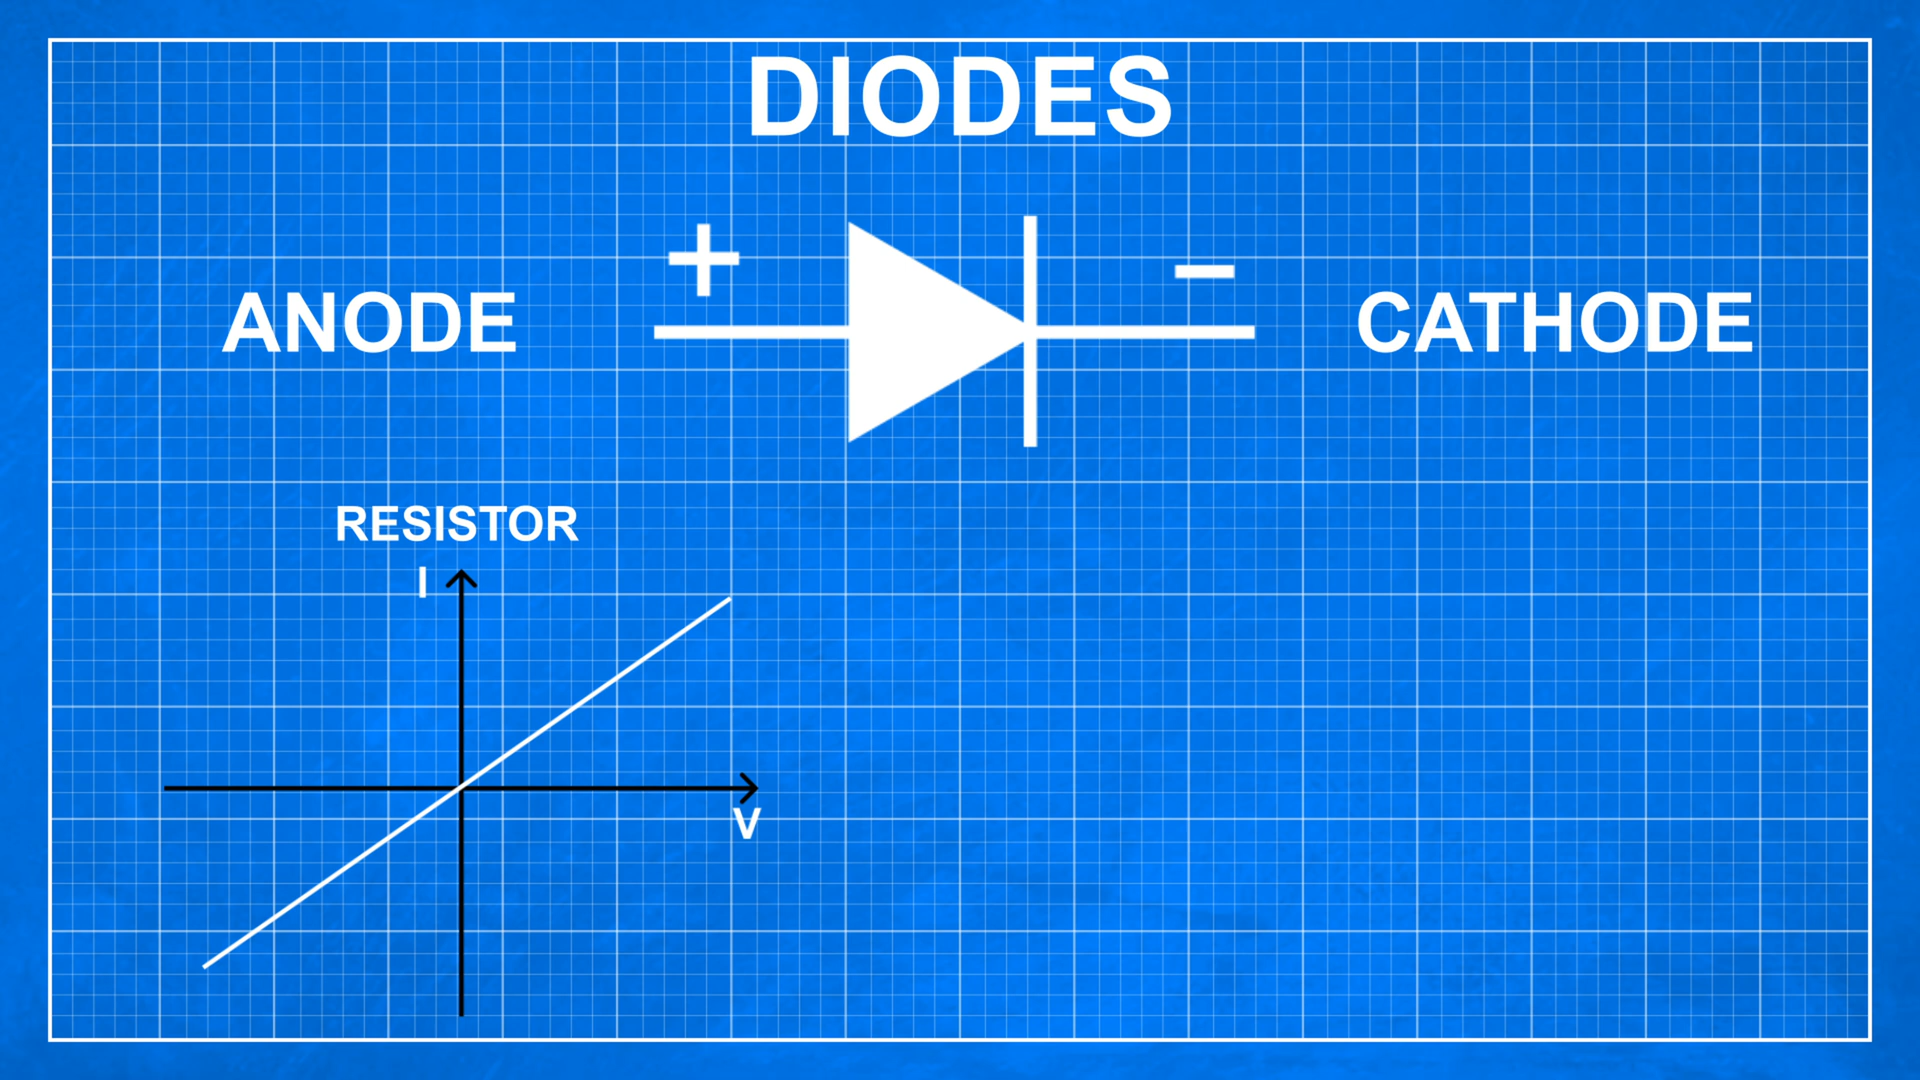 DIODES
+ −
ANODE CATHODE
RESISTOR
I
V